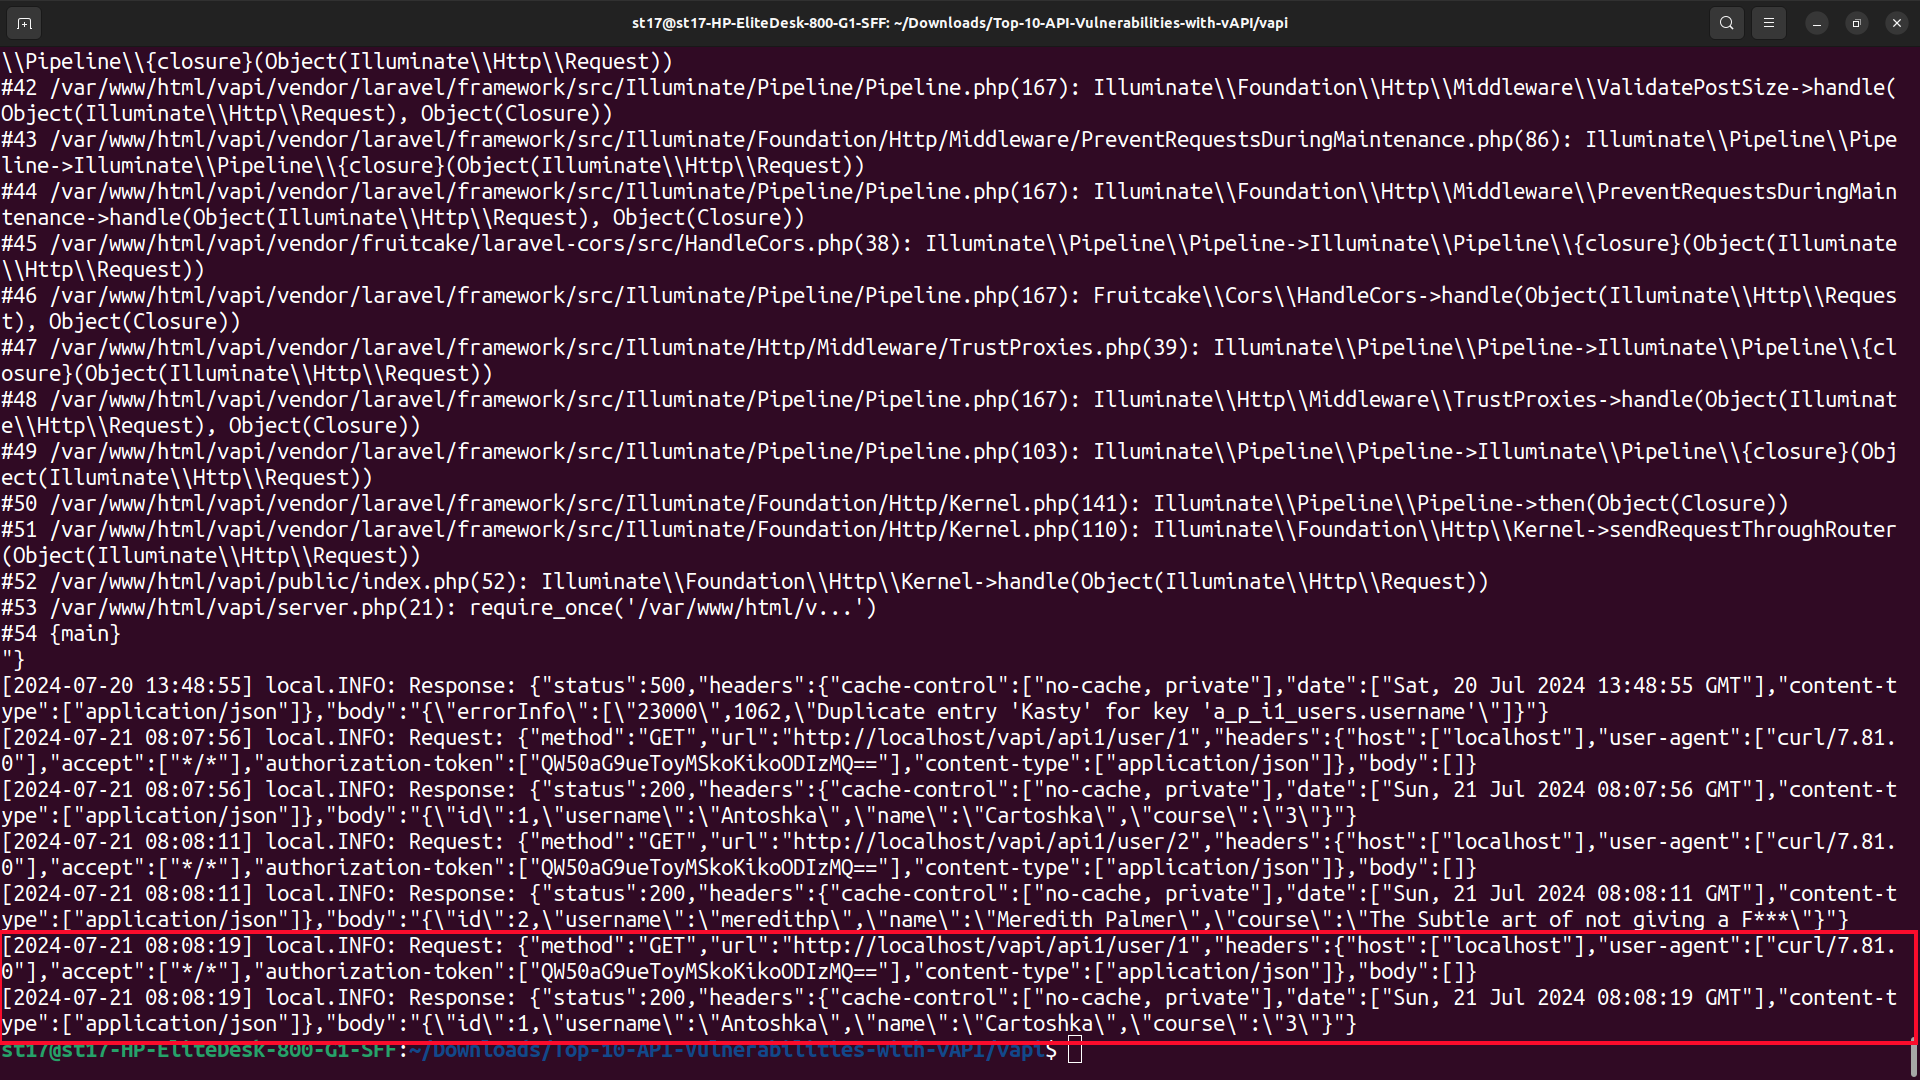 st17@st17-HP-EliteDesk-800-G1-SFF: ~/Downloads/Top-10-API-Vulnerabilities-with-vAPI/vapi
\\Pipeline\\{closure}(Object(Illuminate\\Http\\Request))
#42 /var/www/html/vapi/vendor/laravel/framework/src/Illuminate/Pipeline/Pipeline.php(167): Illuminate\\Foundation\\Http\\Middleware\\ValidatePostSize->handle(
Object(Illuminate\\Http\\Request), Object(Closure))
#43 /var/www/html/vapi/vendor/laravel/framework/src/Illuminate/Foundation/Http/Middleware/PreventRequestsDuringMaintenance.php(86): Illuminate\\Pipeline\\Pipe
line->Illuminate\\Pipeline\\{closure}(Object(Illuminate\\Http\\Request))
#44 /var/www/html/vapi/vendor/laravel/framework/src/Illuminate/Pipeline/Pipeline.php(167): Illuminate\\Foundation\\Http\\Middleware\\PreventRequestsDuringMain
tenance->handle(Object(Illuminate\\Http\\Request), Object(Closure))
#45 /var/www/html/vapi/vendor/fruitcake/laravel-cors/src/HandleCors.php(38): Illuminate\\Pipeline\\Pipeline->Illuminate\\Pipeline\\{closure}(Object(Illuminate
\\Http\\Request))
#46 /var/www/html/vapi/vendor/laravel/framework/src/Illuminate/Pipeline/Pipeline.php(167): Fruitcake\\Cors\\HandleCors->handle(Object(Illuminate\\Http\\Reques
t), Object(Closure))
#47 /var/www/html/vapi/vendor/laravel/framework/src/Illuminate/Http/Middleware/TrustProxies.php(39): Illuminate\\Pipeline\\Pipeline->Illuminate\\Pipeline\\{cl
osure}(Object(Illuminate\\Http\\Request))
#48 /var/www/html/vapi/vendor/laravel/framework/src/Illuminate/Pipeline/Pipeline.php(167): Illuminate\\Http\\Middleware\\TrustProxies->handle(Object(Illuminat
e\\Http\\Request), Object(Closure))
#49 /var/www/html/vapi/vendor/laravel/framework/src/Illuminate/Pipeline/Pipeline.php(103): Illuminate\\Pipeline\\Pipeline->Illuminate\\Pipeline\\{closure}(Obj
ect(Illuminate\\Http\\Request))
#50 /var/www/html/vapi/vendor/laravel/framework/src/Illuminate/Foundation/Http/Kernel.php(141): Illuminate\\Pipeline\\Pipeline->then(Object(Closure))
#51 /var/www/html/vapi/vendor/laravel/framework/src/Illuminate/Foundation/Http/Kernel.php(110): Illuminate\\Foundation\\Http\\Kernel->sendRequestThroughRouter
(Object(Illuminate\\Http\\Request))
#52 /var/www/html/vapi/public/index.php(52): Illuminate\\Foundation\\Http\\Kernel->handle(Object(Illuminate\\Http\\Request))
#53 /var/www/html/vapi/server.php(21): require_once('/var/www/html/v...')
#54 {main}
"}
[2024-07-20 13:48:55] local.INFO: Response: {"status":500,"headers":{"cache-control":["no-cache, private"],"date":["Sat, 20 Jul 2024 13:48:55 GMT"],"content-t
ype":["application/json"]},"body":"{\"errorInfo\":[\"23000\",1062,\"Duplicate entry 'Kasty' for key 'a_p_i1_users.username'\"]}"}
[2024-07-21 08:07:56] local.INFO: Request: {"method":"GET","url":"http://localhost/vapi/api1/user/1","headers":{"host":["localhost"],"user-agent":["curl/7.81.
0"],"accept":["*/*"],"authorization-token":["QW50aG9ueToyMSkoKikoODIzMQ=="],"content-type":["application/json"]},"body":[]}
[2024-07-21 08:07:56] local.INFO: Response: {"status":200,"headers":{"cache-control":["no-cache, private"],"date":["Sun, 21 Jul 2024 08:07:56 GMT"],"content-t
ype":["application/json"]},"body":"{\"id\":1,\"username\":\"Antoshka\",\"name\":\"Cartoshka\",\"course\":\"3\"}"}
[2024-07-21 08:08:11] local.INFO: Request: {"method":"GET","url":"http://localhost/vapi/api1/user/2","headers":{"host":["localhost"],"user-agent":["curl/7.81.
0"],"accept":["*/*"],"authorization-token":["QW50aG9ueToyMSkoKikoODIzMQ=="],"content-type":["application/json"]},"body":[]}
[2024-07-21 08:08:11] local.INFO: Response: {"status":200,"headers":{"cache-control":["no-cache, private"],"date":["Sun, 21 Jul 2024 08:08:11 GMT"],"content-t
ype":["application/json"]},"body":"{\"id\":2,\"username\":\"meredithp\",\"name\":\"Meredith Palmer\",\"course\":\"The Subtle art of not giving a F***\"}"}
[2024-07-21 08:08:19] local.INFO: Request: {"method":"GET","url":"http://localhost/vapi/api1/user/1","headers":{"host":["localhost"],"user-agent":["curl/7.81.
0"],"accept":["*/*"],"authorization-token":["QW50aG9ueToyMSkoKikoODIzMQ=="],"content-type":["application/json"]},"body":[]}
[2024-07-21 08:08:19] local.INFO: Response: {"status":200,"headers":{"cache-control":["no-cache, private"],"date":["Sun, 21 Jul 2024 08:08:19 GMT"],"content-t
ype":["application/json"]},"body":"{\"id\":1,\"username\":\"Antoshka\",\"name\":\"Cartoshka\",\"course\":\"3\"}"}
st17@st17-HP-EliteDesk-800-G1-SFF:~/Downloads/Top-10-API-Vulnerabilities-with-vAPI/vapi$